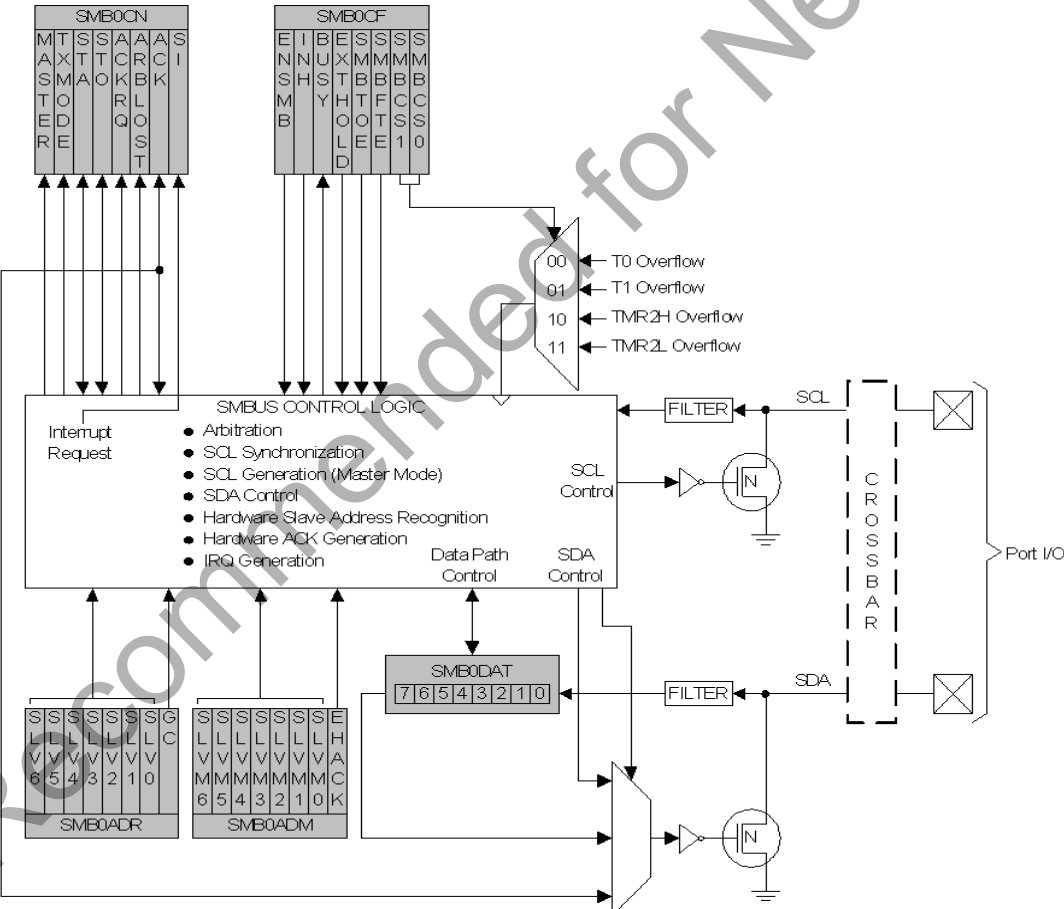 SMB0CN
MASTER
TXMODE
STA
STO
ACKRQ
ARBLOST
ACK
SI
SMB0CF
ENSMB
INH
BUSY
EXTHOLD
SMBTOE
SMBFTE
SMBCS1
SMBCS0
00 T0 Overflow
01 T1 Overflow
10 TMR2H Overflow
11 TMR2L Overflow
SMBUS CONTROL LOGIC
Interrupt
Request
● Arbitration
● SCL Synchronization
● SCL Generation (Master Mode)
● SDA Control
● Hardware Slave Address Recognition
● Hardware ACK Generation
● IRQ Generation
Data Path
Control
SDA
Control
SCL
Control
FILTER
SCL
N
CROSSBAR
Port I/O
SMB0DAT
7 6 5 4 3 2 1 0
FILTER
SDA
N
SLV6
SLV5
SLV4
SLV3
SLV2
SLV1
SLV0
GC
SMB0ADR
SLVM6
SLVM5
SLVM4
SLVM3
SLVM2
SLVM1
SLVM0
EHACK
SMB0ADM
Recommended for Ne